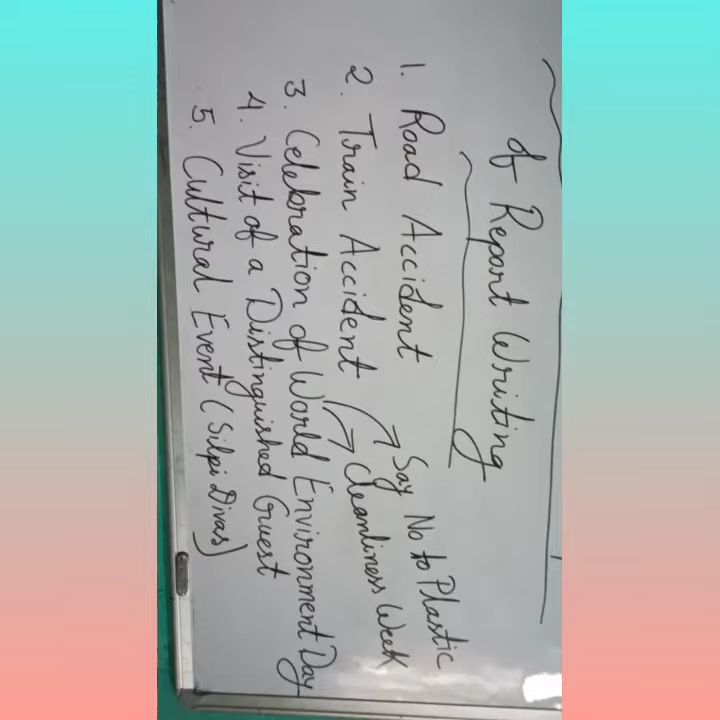 of Report Writing
1. Road Accident
Say No to Plastic
2. Train Accident
Cleanliness Week
3. Celebration of World Environment Day
4. Visit of a Distinguished Guest
5. Cultural Event (Silpi Divas)